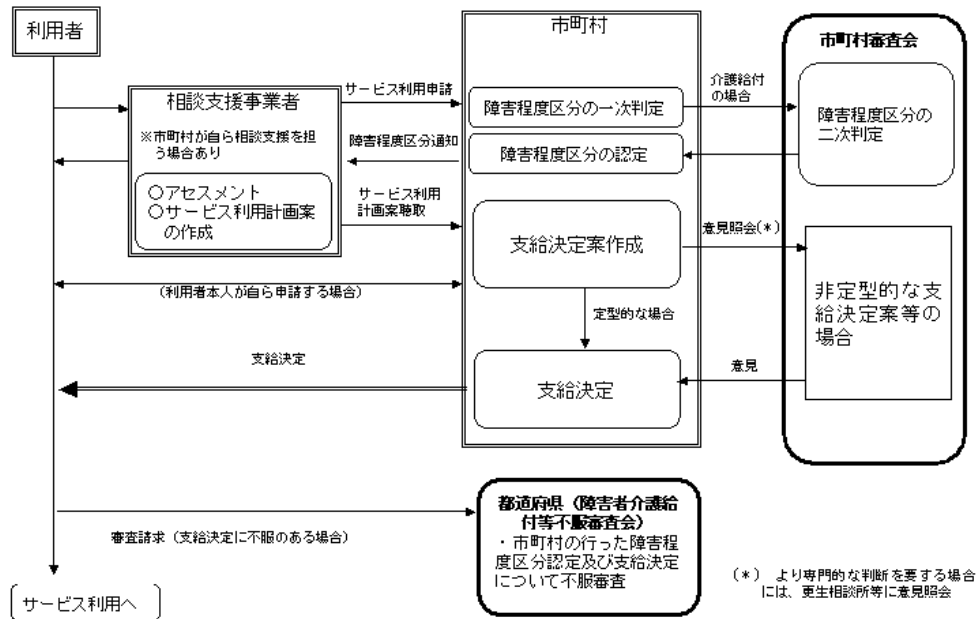 利用者
市町村
市町村審査会
相談支援事業者
※市町村が自ら相談支援を担
う場合あり
○アセスメント
○サービス利用計画案
の作成
サービス利用申請
障害程度区分通知
サービス利用
計画案聴取
障害程度区分の一次判定
障害程度区分の認定
介護給付
の場合
障害程度区分の
二次判定
支給決定案作成
意見照会(*)
非定型的な支
給決定案等の
場合
(利用者本人が自ら申請する場合)
定型的な場合
支給決定
支給決定
意見
都道府県(障害者介護給
付等不服審査会)
・市町村の行った障害程
度区分認定及び支給決定
について不服審査
審査請求(支給決定に不服のある場合)
(*) より専門的な判断を要する場合
には、更生相談所等に意見照会
サービス利用へ